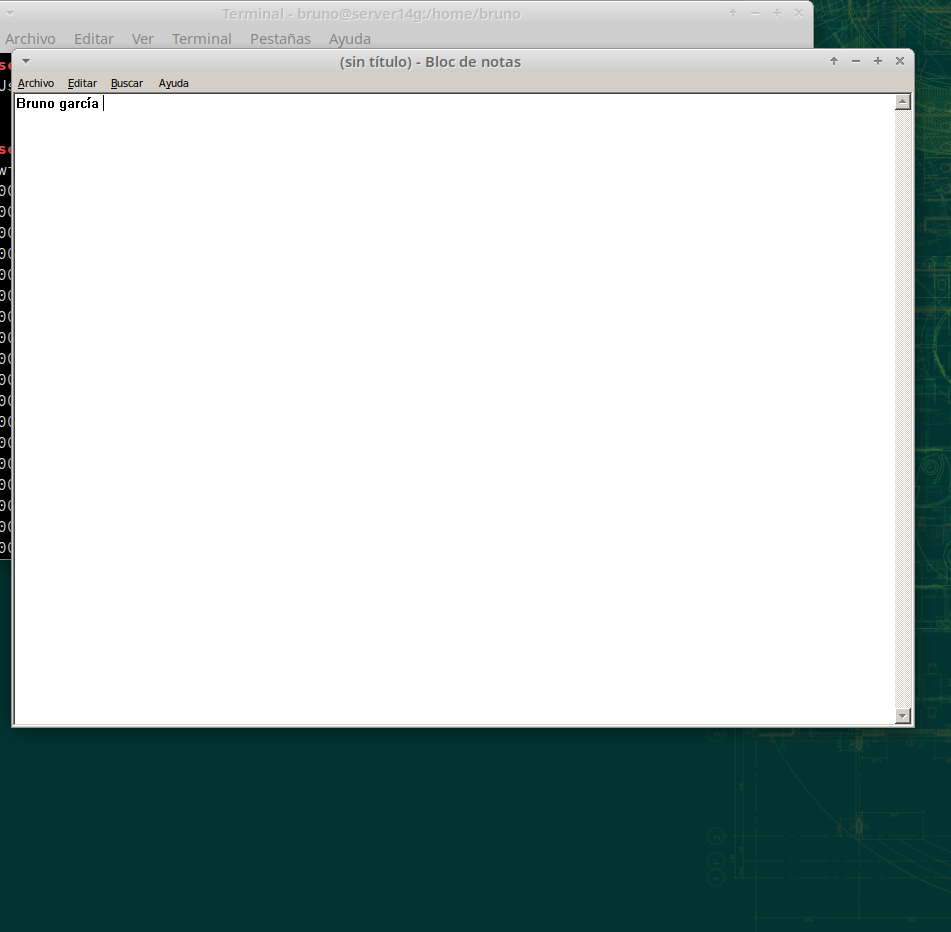 Terminal - bruno@server14g:/home/bruno
Archivo Editar Ver Terminal Pestañas Ayuda
(sin título) - Bloc de notas
Archivo Editar Buscar Ayuda
Bruno garcía